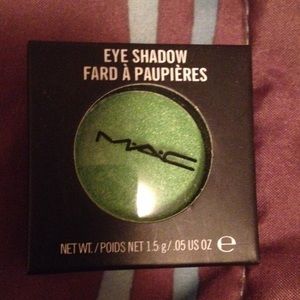 EYE SHADOW
FARD À PAUPIÈRES
M·A·C
NET WT./POIDS NET 1.5 g/.05 US OZ ℮